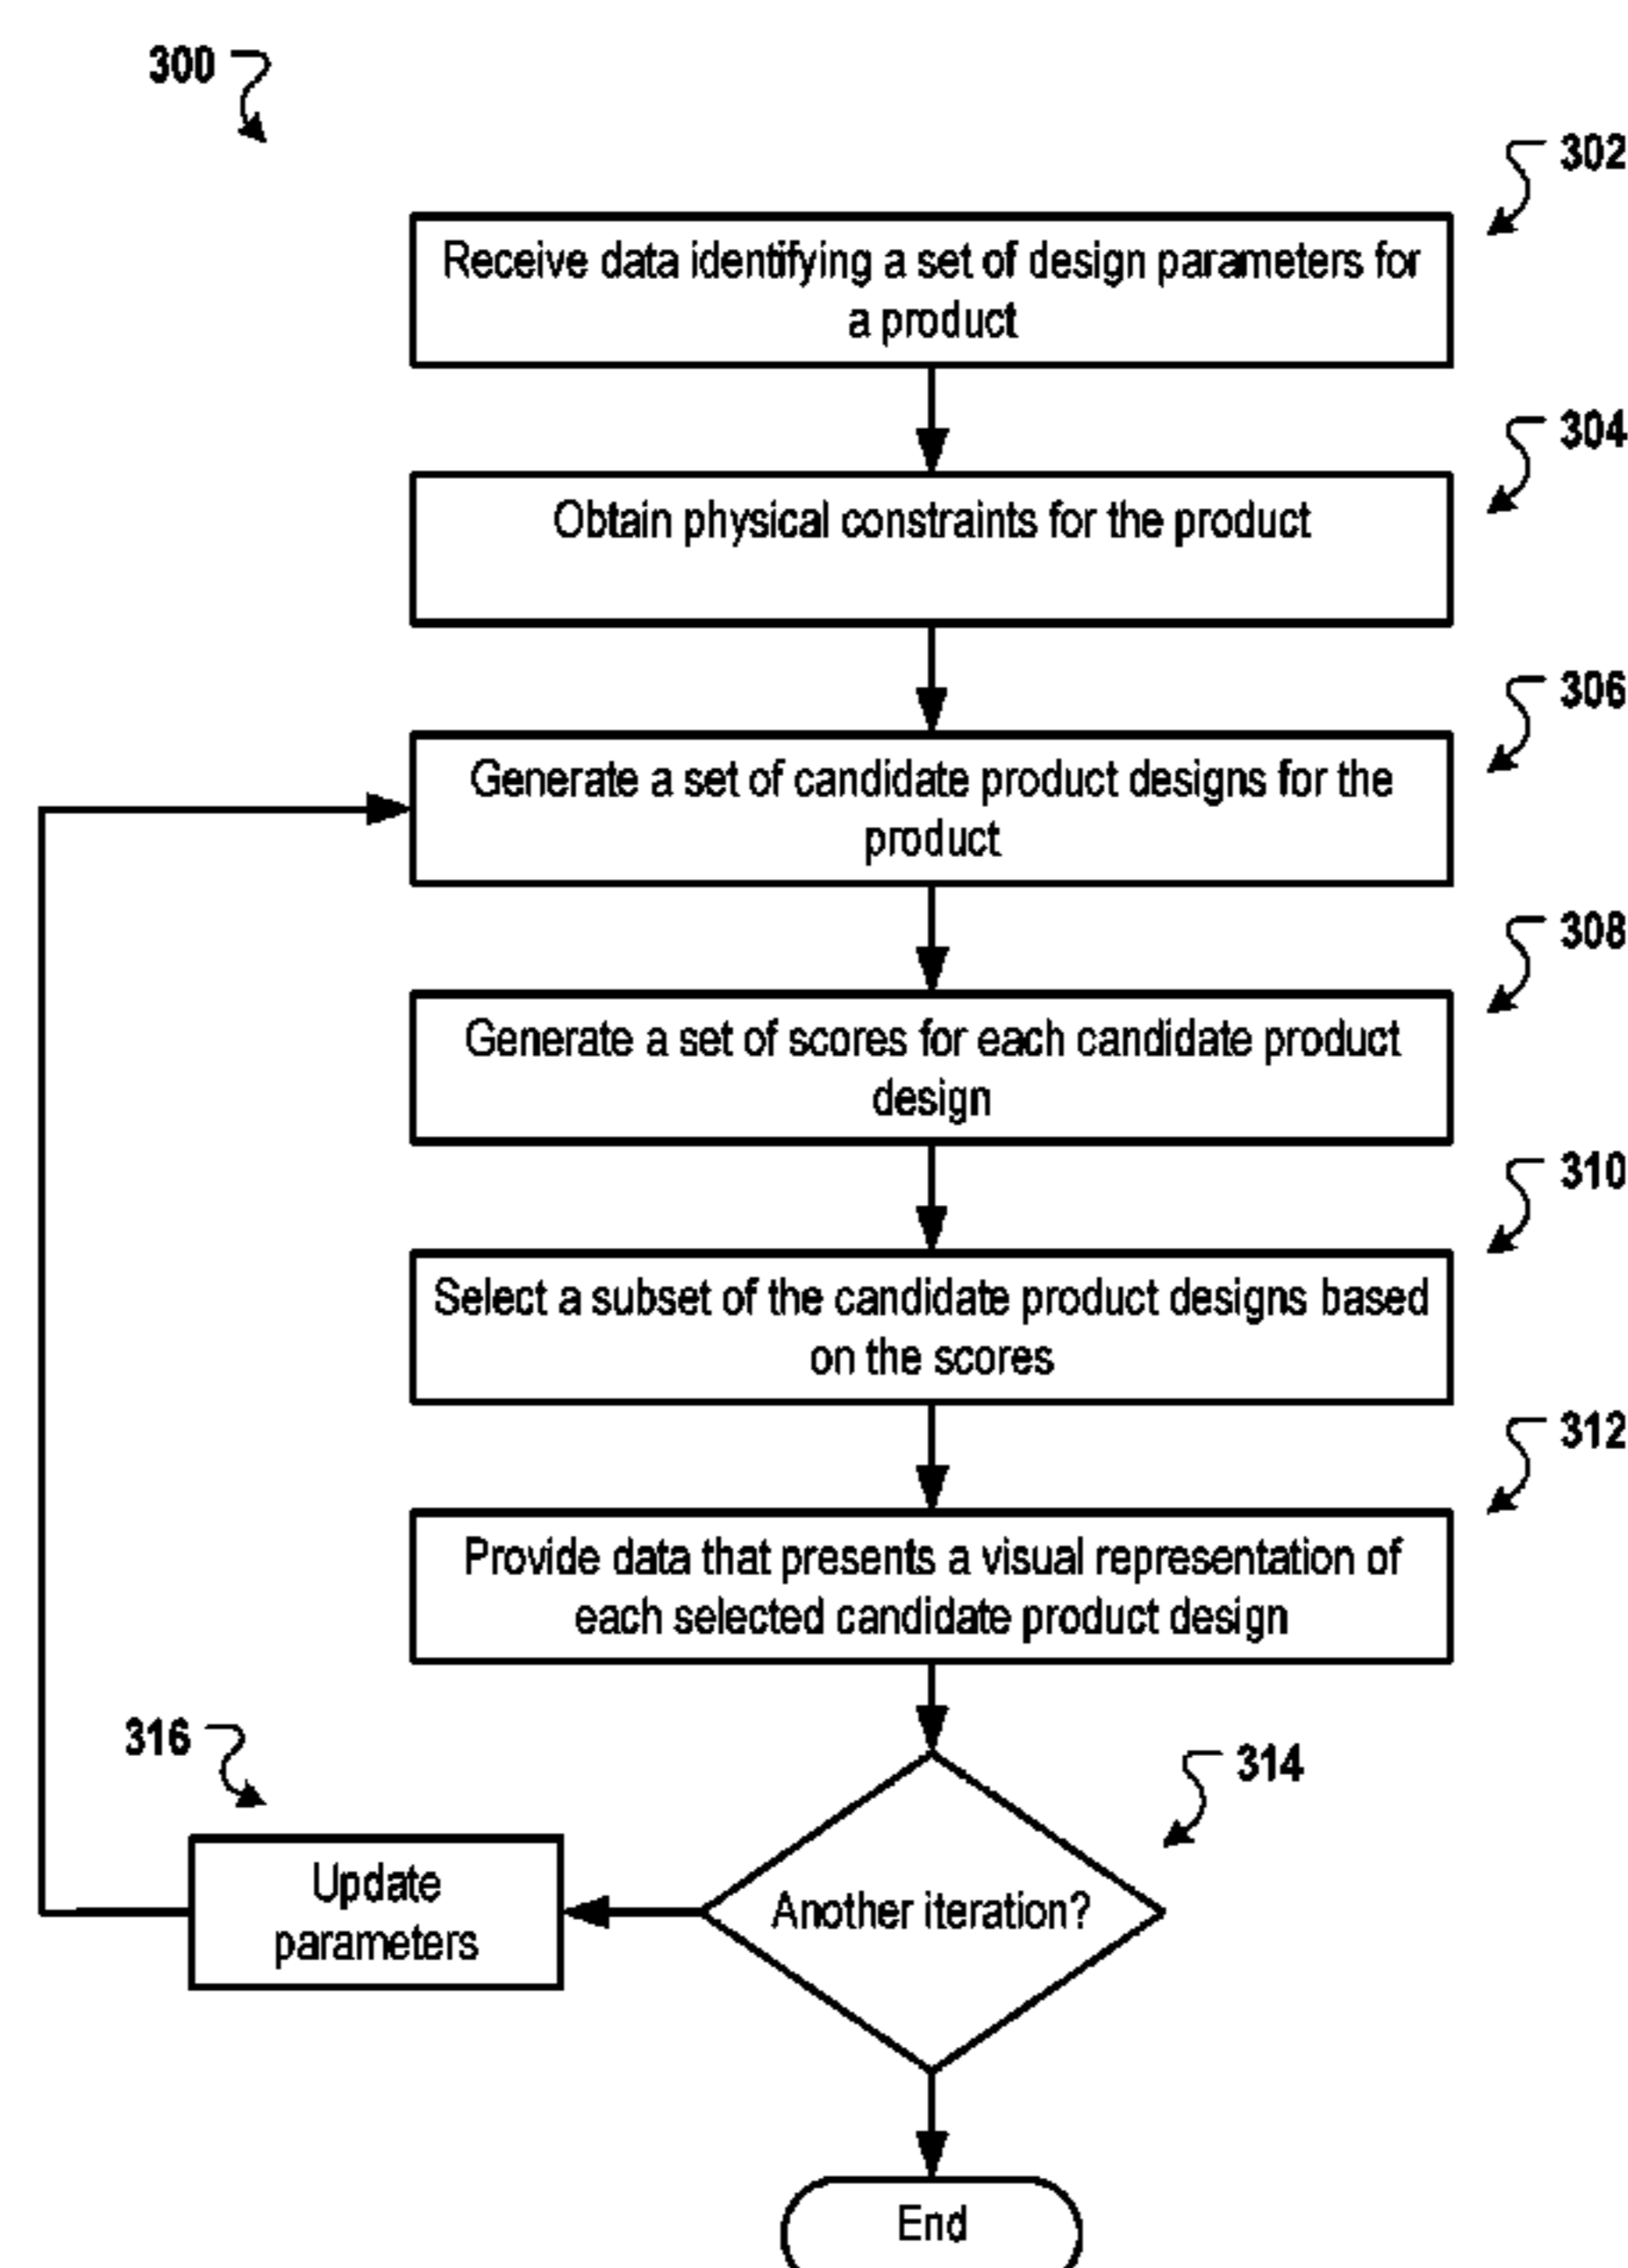 300
302
Receive data identifying a set of design parameters for
a product
304
Obtain physical constraints for the product
306
Generate a set of candidate product designs for the
product
308
Generate a set of scores for each candidate product
design
310
Select a subset of the candidate product designs based
on the scores
312
Provide data that presents a visual representation of
each selected candidate product design
316
314
Update
parameters
Another iteration?
End